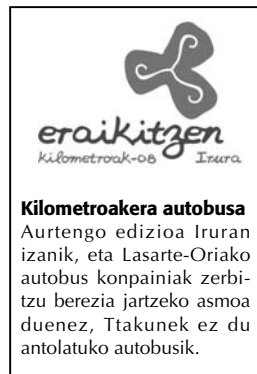 eraikitzen
kilometroak-08 Irura
Kilometroakera autobusa
Aurtengo edizioa Iruran
izanik, eta Lasarte-Oriako
autobus konpainiak zerbi-
tzu berezia jartzeko asmoa
duenez, Ttakunek ez du
antolatuko autobusik.